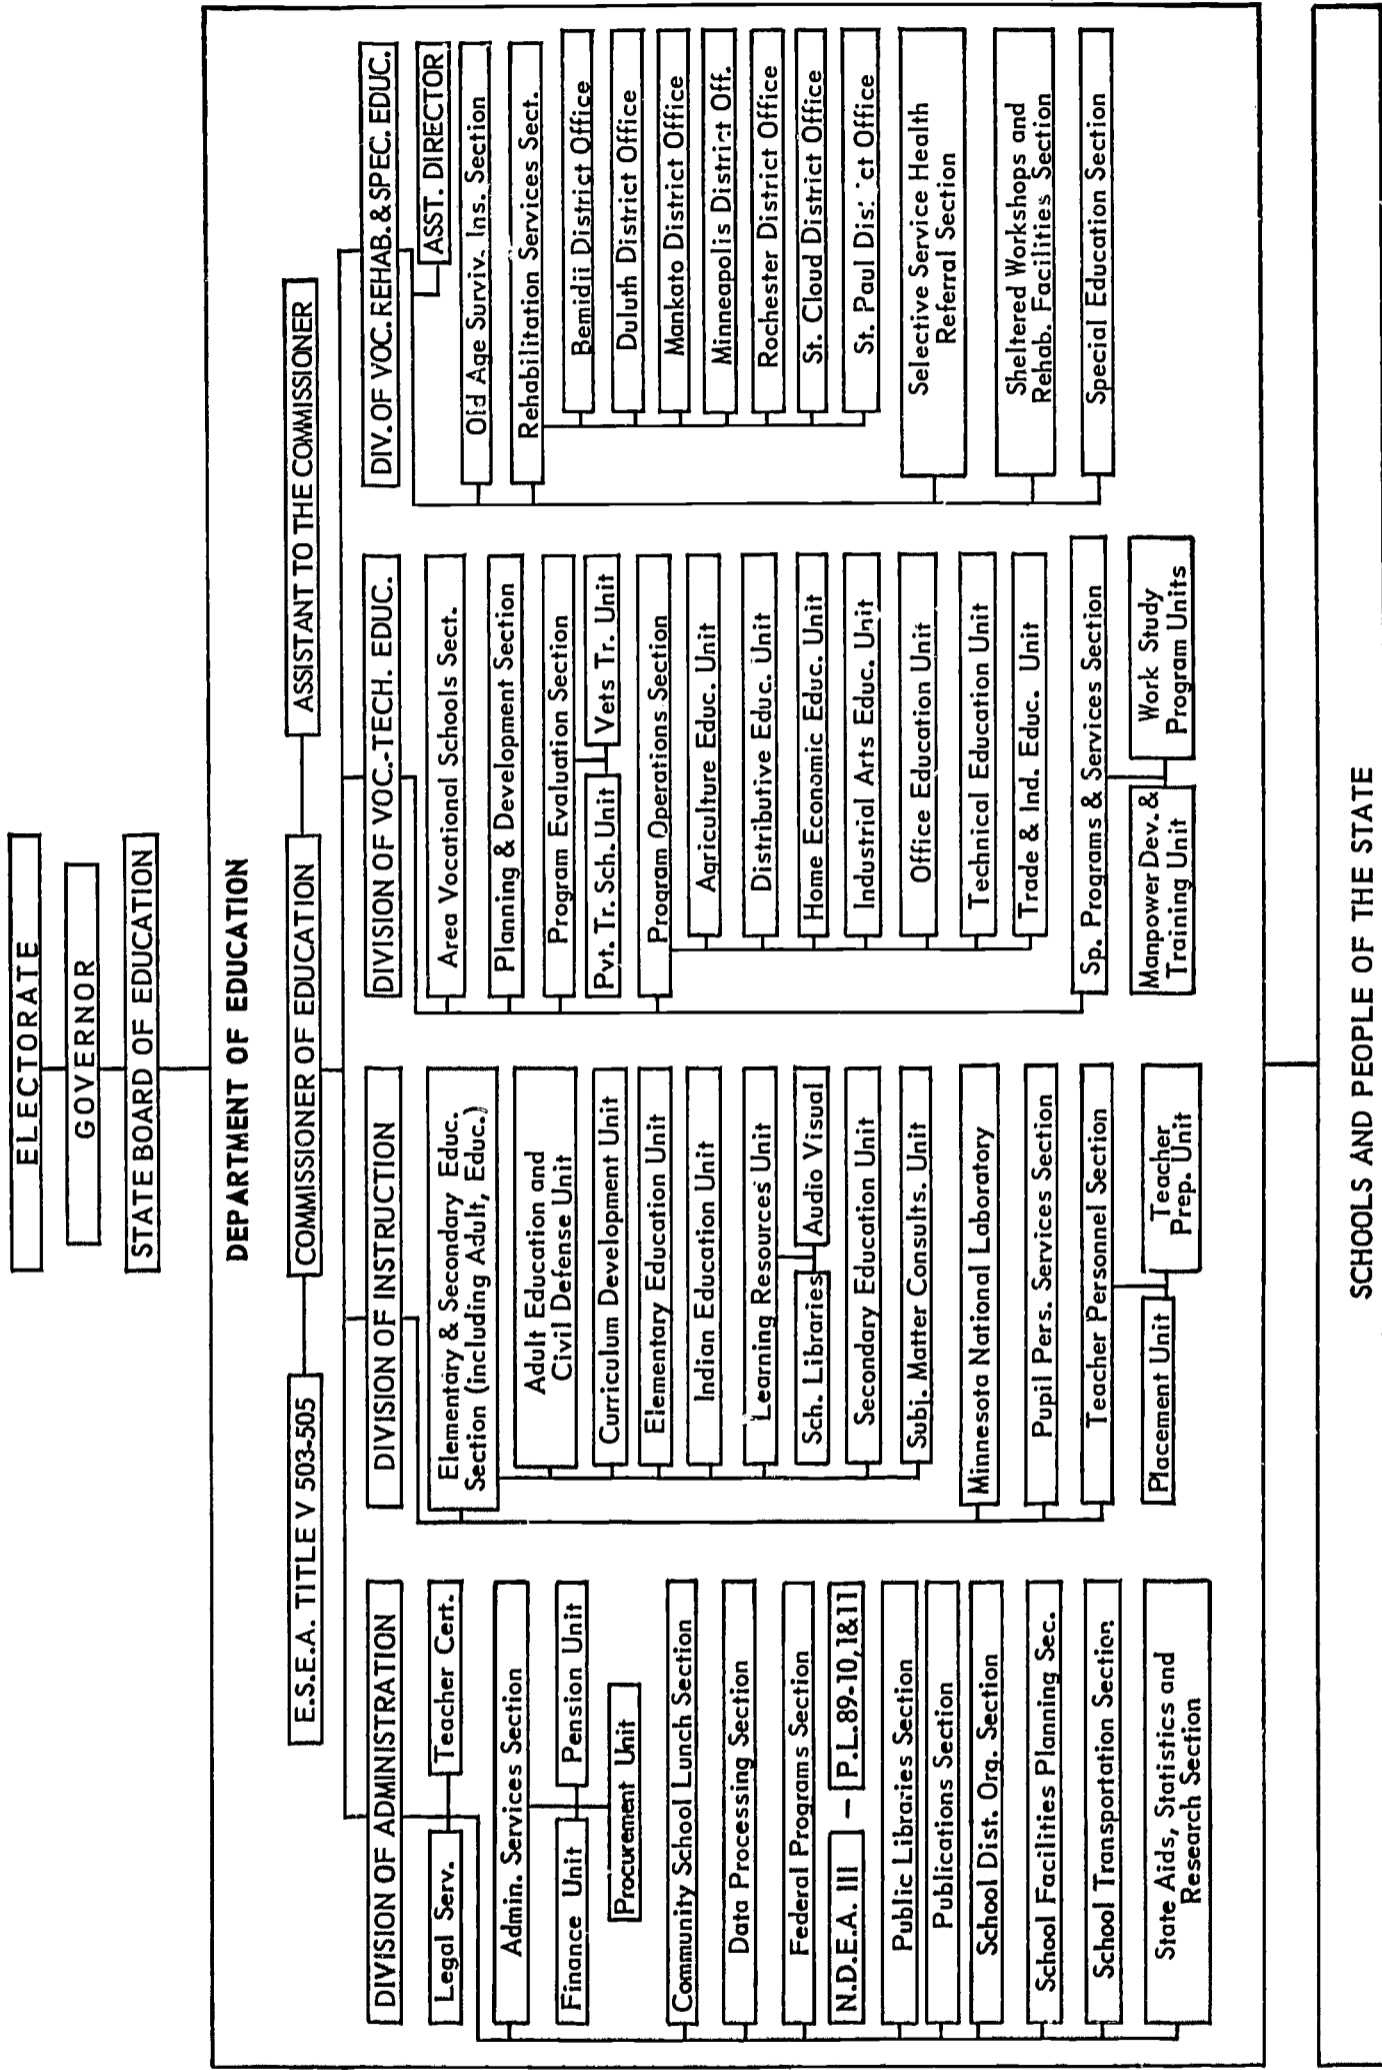 ELECTORATE
GOVERNOR
STATE BOARD OF EDUCATION
DEPARTMENT OF EDUCATION
E.S.E.A. TITLE V 503-505
COMMISSIONER OF EDUCATION
ASSISTANT TO THE COMMISSIONER
DIVISION OF ADMINISTRATION
Legal Serv.
Teacher Cert.
Admin. Services Section
Finance Unit
Pension Unit
Procurement Unit
Community School Lunch Section
Data Processing Section
Federal Programs Section
N.D.E.A. III – P.L.89-10,I&II
Public Libraries Section
Publications Section
School Dist. Org. Section
School Facilities Planning Sec.
School Transportation Section
State Aids, Statistics and
Research Section
DIVISION OF INSTRUCTION
Elementary & Secondary Educ.
Section (including Adult, Educ.)
Adult Education and
Civil Defense Unit
Curriculum Development Unit
Elementary Education Unit
Indian Education Unit
Learning Resources Unit
Sch. Libraries
Audio Visual
Secondary Education Unit
Subj. Matter Consults. Unit
Minnesota National Laboratory
Pupil Pers. Services Section
Teacher Personnel Section
Placement Unit
Teacher
Prep. Unit
DIVISION OF VOC.-TECH. EDUC.
Area Vocational Schools Sect.
Planning & Development Section
Program Evaluation Section
Pvt. Tr. Sch. Unit
Vets Tr. Unit
Program Operations Section
Agriculture Educ. Unit
Distributive Educ. Unit
Home Economic Educ. Unit
Industrial Arts Educ. Unit
Office Education Unit
Technical Education Unit
Trade & Ind. Educ. Unit
Sp. Programs & Services Section
Manpower Dev. &
Training Unit
Work Study
Program Units
DIV. OF VOC. REHAB. & SPEC. EDUC.
ASST. DIRECTOR
Old Age Surviv. Ins. Section
Rehabilitation Services Sect.
Bemidji District Office
Duluth District Office
Mankato District Office
Minneapolis District Off.
Rochester District Office
St. Cloud District Office
St. Paul District Office
Selective Service Health
Referral Section
Sheltered Workshops and
Rehab. Facilities Section
Special Education Section
SCHOOLS AND PEOPLE OF THE STATE